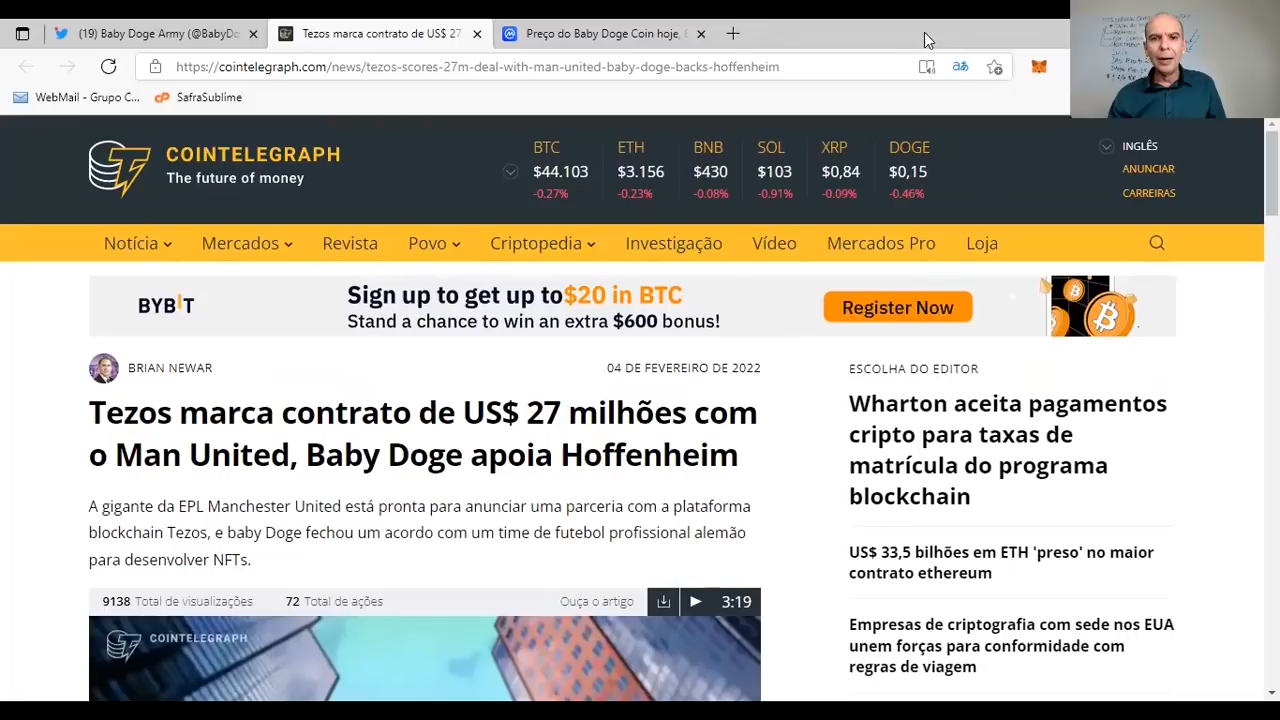 (19) Baby Doge Army (@BabyDo
Tezos marca contrato de US$ 27
Preço do Baby Doge Coin hoje,
https://cointelegraph.com/news/tezos-scores-27m-deal-with-man-united-baby-doge-backs-hoffenheim
WebMail - Grupo C...
SafraSublime
COINTELEGRAPH
The future of money
BTC ETH BNB SOL XRP DOGE
$44.103 $3.156 $430 $103 $0,84 $0,15
-0.27% -0.23% -0.08% -0.91% -0.09% -0.46%
INGLÊS
ANUNCIAR
CARREIRAS
Notícia Mercados Revista Povo Criptopedia Investigação Vídeo Mercados Pro Loja
BYBIT
Sign up to get up to $20 in BTC
Stand a chance to win an extra $600 bonus!
Register Now
BRIAN NEWAR
04 DE FEVEREIRO DE 2022
Tezos marca contrato de US$ 27 milhões com
o Man United, Baby Doge apoia Hoffenheim
A gigante da EPL Manchester United está pronta para anunciar uma parceria com a plataforma
blockchain Tezos, e baby Doge fechou um acordo com um time de futebol profissional alemão
para desenvolver NFTs.
9138 Total de visualizações 72 Total de ações Ouça o artigo 3:19
COINTELEGRAPH
ESCOLHA DO EDITOR
Wharton aceita pagamentos
cripto para taxas de
matrícula do programa
blockchain
US$ 33,5 bilhões em ETH 'preso' no maior
contrato ethereum
Empresas de criptografia com sede nos EUA
unem forças para conformidade com
regras de viagem